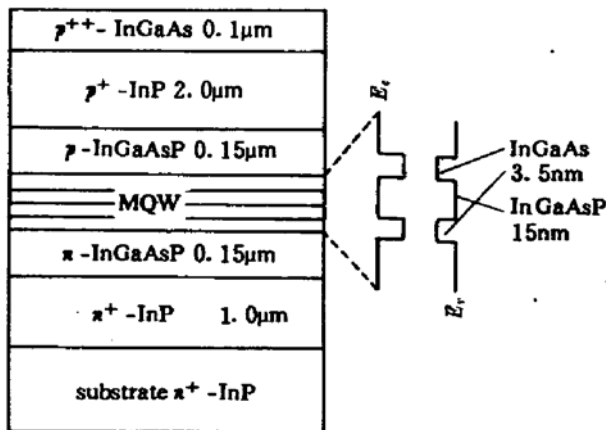 p++- InGaAs 0. 1μm
p+ -InP 2. 0μm
p-InGaAsP 0. 15μm
MQW
n -InGaAsP 0. 15μm
n+ -InP 1. 0μm
substrate n+ -InP
Ec
InGaAs
3. 5nm
InGaAsP
15nm
Ev